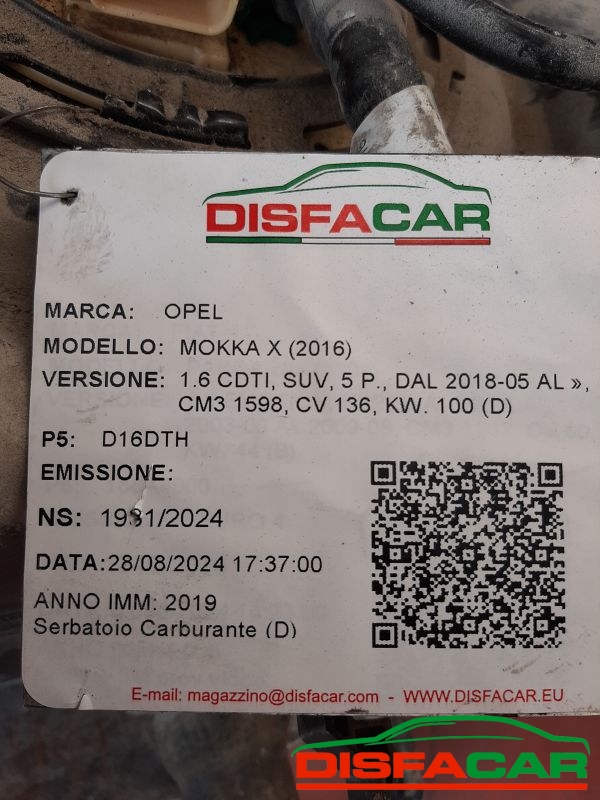 DISFACAR
MARCA: OPEL
MODELLO: MOKKA X (2016)
VERSIONE: 1.6 CDTI, SUV, 5 P., DAL 2018-05 AL »,
CM3 1598, CV 136, KW. 100 (D)
P5: D16DTH
EMISSIONE:
NS: 1931/2024
DATA:28/08/2024 17:37:00
ANNO IMM: 2019
Serbatoio Carburante (D)
E-mail: magazzino@disfacar.com - WWW.DISFACAR.EU
DISFACAR